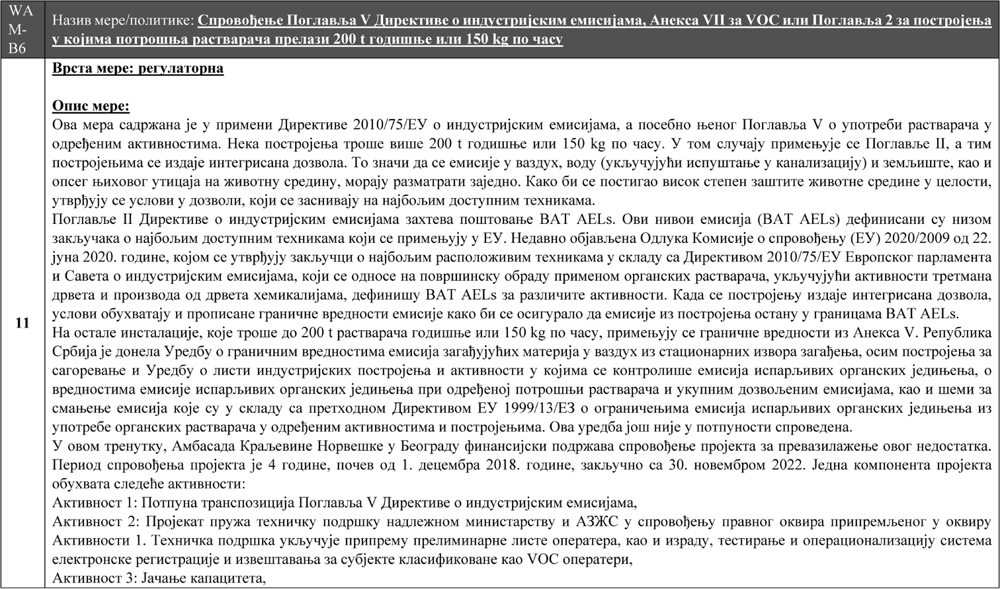 WA
M-
B6
Назив мере/политике: Спровођење Поглавља V Директиве о индустријским емисијама, Анекса VII за VOC или Поглавља 2 за постројења
у којима потрошња растварача прелази 200 t годишње или 150 kg по часу
11
Врста мере: регулаторна
Опис мере:
Ова мера садржана је у примени Директиве 2010/75/ЕУ о индустријским емисијама, а посебно њеног Поглавља V о употреби растварача у
одређеним активностима. Нека постројења троше више 200 t годишње или 150 kg по часу. У том случају примењује се Поглавље II, а тим
постројењима се издаје интегрисана дозвола. То значи да се емисије у ваздух, воду (укључујући испуштање у канализацију) и земљиште, као и
опсег њиховог утицаја на животну средину, морају разматрати заједно. Како би се постигао висок степен заштите животне средине у целости,
утврђују се услови у дозволи, који се заснивају на најбољим доступним техникама.
Поглавље II Директиве о индустријским емисијама захтева поштовање BAT AELs. Ови нивои емисија (BAT AELs) дефинисани су низом
закључака о најбољим доступним техникама који се примењују у ЕУ. Недавно објављена Одлука Комисије о спровођењу (ЕУ) 2020/2009 од 22.
јуна 2020. године, којом се утврђују закључци о најбољим расположивим техникама у складу са Директивом 2010/75/ЕУ Европског парламента
и Савета о индустријским емисијама, који се односе на површинску обраду применом органских растварача, укључујући активности третмана
дрвета и производа од дрвета хемикалијама, дефинишу BAT AELs за различите активности. Када се постројењу издаје интегрисана дозвола,
услови обухватају и прописане граничне вредности емисије како би се осигурало да емисије из постројења остану у границама BAT AELs.
На остале инсталације, које троше до 200 t растварача годишње или 150 kg по часу, примењују се граничне вредности из Анекса V. Република
Србија је донела Уредбу о граничним вредностима емисија загађујућих материја у ваздух из стационарних извора загађења, осим постројења за
сагоревање и Уредбу о листи индустријских постројења и активности у којима се контролише емисија испарљивих органских једињења, о
вредностима емисије испарљивих органских једињења при одређеној потрошњи растварача и укупним дозвољеним емисијама, као и шеми за
смањење емисија које су у складу са претходном Директивом ЕУ 1999/13/ЕЗ о ограничењима емисија испарљивих органских једињења из
употребе органских растварача у одређеним активностима и постројењима. Ова уредба још није у потпуности спроведена.
У овом тренутку, Амбасада Краљевине Норвешке у Београду финансијски подржава спровођење пројекта за превазилажење овог недостатка.
Период спровођења пројекта је 4 године, почев од 1. децембра 2018. године, закључно са 30. новембром 2022. Једна компонента пројекта
обухвата следеће активности:
Активност 1: Потпуна транспозиција Поглавља V Директиве о индустријским емисијама,
Активност 2: Пројекат пружа техничку подршку надлежном министарству и АЗЖС у спровођењу правног оквира припремљеног у оквиру
Активности 1. Техничка подршка укључује припрему прелиминарне листе оператера, као и израду, тестирање и операционализацију система
електронске регистрације и извештавања за субјекте класификоване као VOC оператери,
Активност 3: Јачање капацитета,